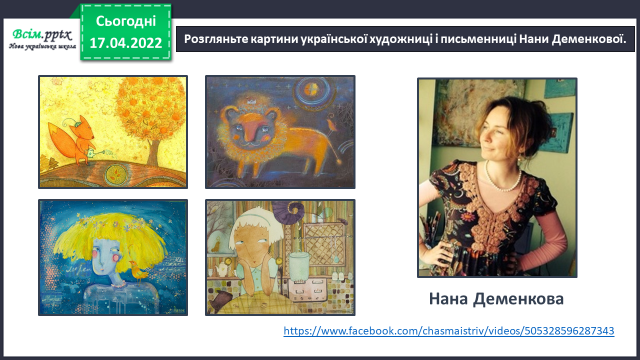 Всім.pptx
Нова українська школа
Сьогодні
17.04.2022
Розгляньте картини української художниці і письменниці Нани Деменкової.
Нана Деменкова
https://www.facebook.com/chasmaistriv/videos/505328596287343